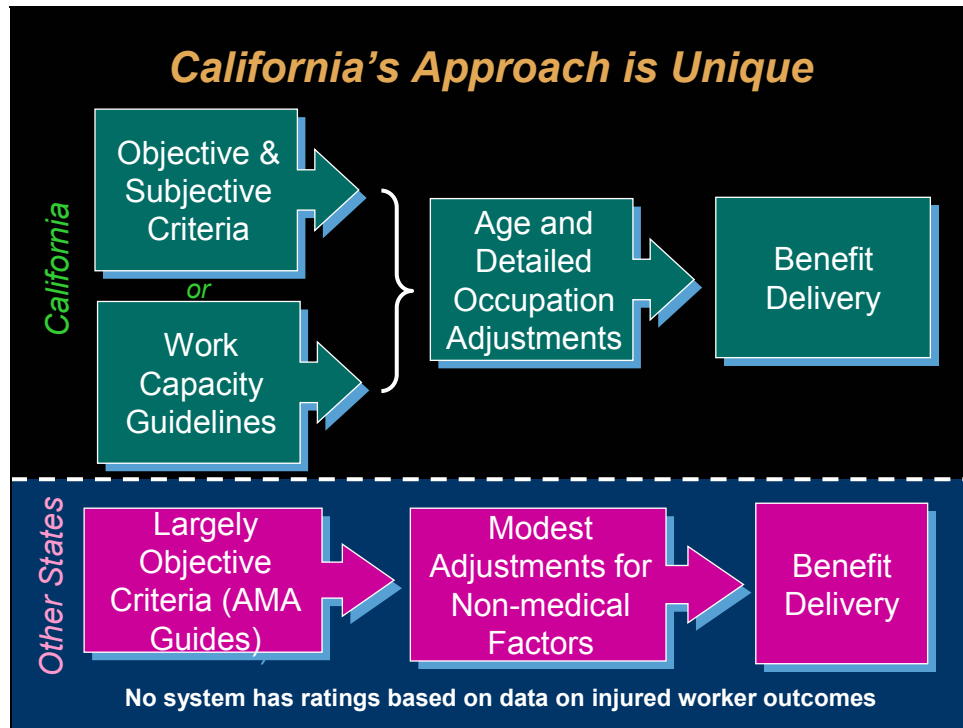 California's Approach is Unique
California
Objective &
Subjective
Criteria
or
Work
Capacity
Guidelines
Age and
Detailed
Occupation
Adjustments
Benefit
Delivery
Other States
Largely
Objective
Criteria (AMA
Guides)
Modest
Adjustments for
Non-medical
Factors
Benefit
Delivery
No system has ratings based on data on injured worker outcomes